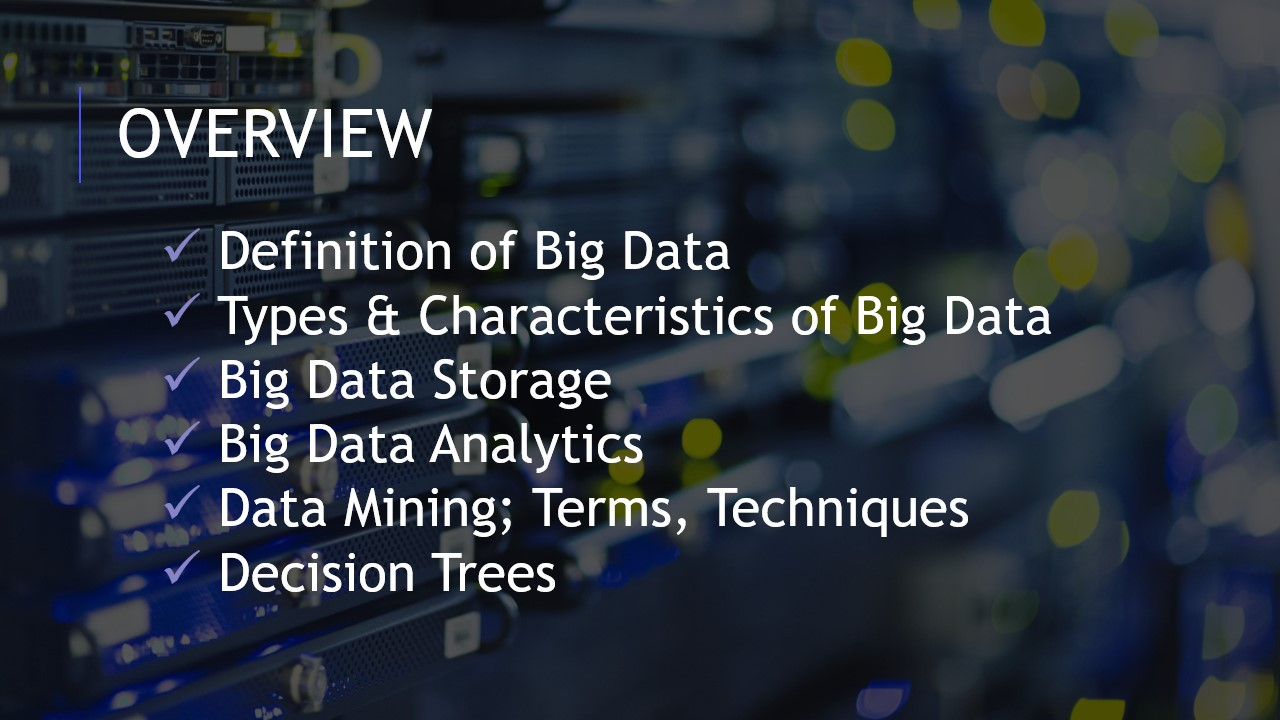 OVERVIEW
✓ Definition of Big Data
✓ Types & Characteristics of Big Data
✓ Big Data Storage
✓ Big Data Analytics
✓ Data Mining; Terms, Techniques
✓ Decision Trees